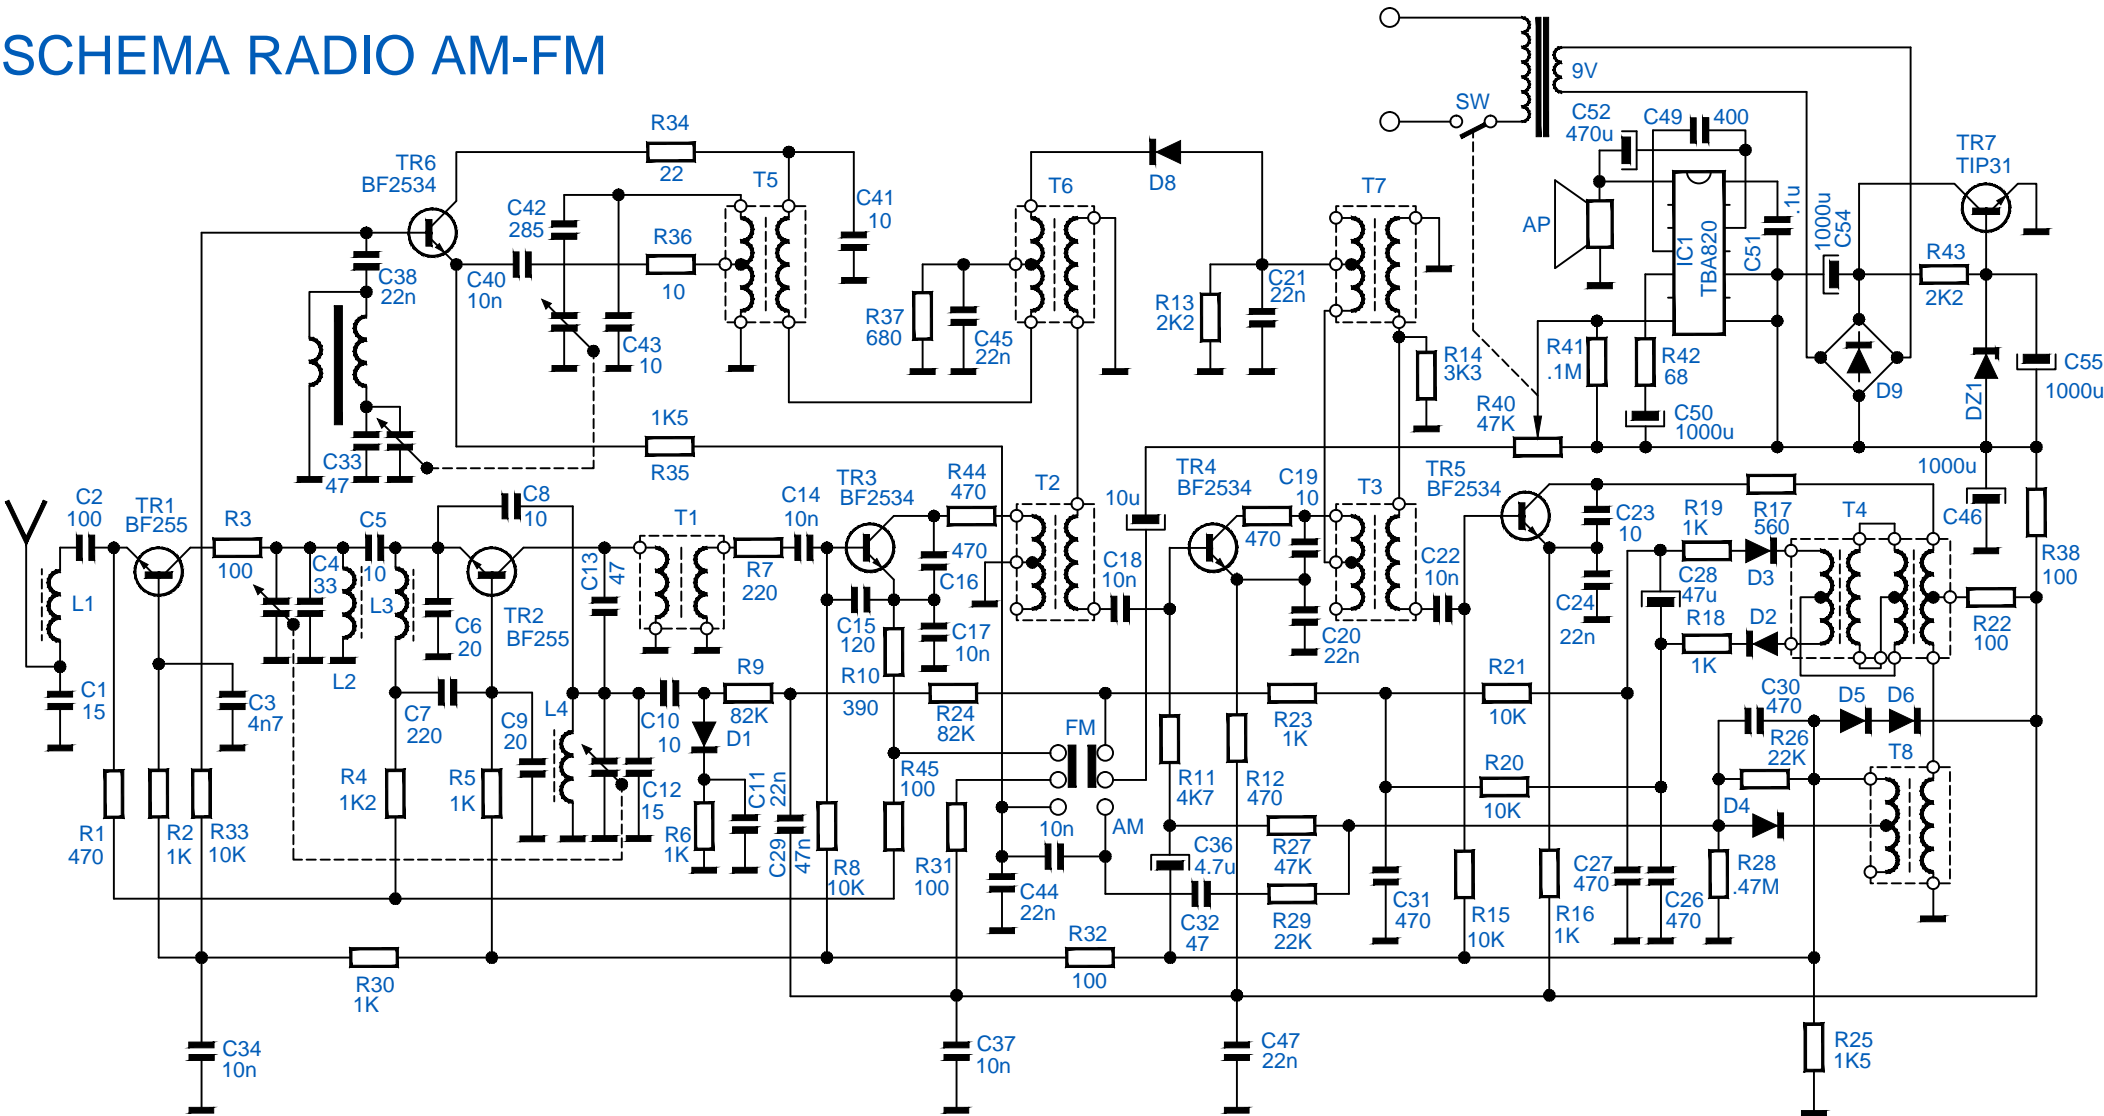 SCHEMA RADIO AM-FM
9V
SW
C52
470u
C49
400
TR7
TIP31
R34
22
TR6
BF2534
T5
C41
10
D8
T6
T7
C42
285
R36
10
C40
10n
C38
22n
C43
10
AP
IC1
TBA820
C51
.1u
1000u
C54
R43
2K2
R37
680
C45
22n
R13
2K2
C21
22n
R14
3K3
R41
.1M
R42
68
D9
DZ1
C55
1000u
R40
47K
C50
1000u
1K5
R35
C33
47
C2
100
TR1
BF255
R3
100
C4
33
C5
10
C8
10
T1
C14
10n
TR3
BF2534
R44
470
T2
10u
TR4
BF2534
C19
10
T3
TR5
BF2534
1000u
C46
C23
10
R19
1K
R17
560
T4
R38
100
L1
L2
L3
C6
20
TR2
BF255
C13
47
R7
220
C15
120
470
C16
C17
10n
C18
10n
470
C20
22n
C22
10n
C24
22n
C28
47u
D3
R18
1K
D2
R22
100
C1
15
C3
4n7
C7
220
C9
20
L4
C10
10
R9
82K
D1
R10
390
R24
82K
FM
R23
1K
R21
10K
C30
470
D5
D6
R26
22K
T8
R1
470
R2
1K
R33
10K
R4
1K2
R5
1K
C12
15
R6
1K
C11
22n
C29
47n
R8
10K
R45
100
R31
100
10n
AM
R11
4K7
R12
470
R20
10K
D4
C36
4.7u
R27
47K
C44
22n
C32
47
R29
22K
C31
470
R15
10K
R16
1K
C27
470
C26
470
R28
.47M
R30
1K
R32
100
C34
10n
C37
10n
C47
22n
R25
1K5